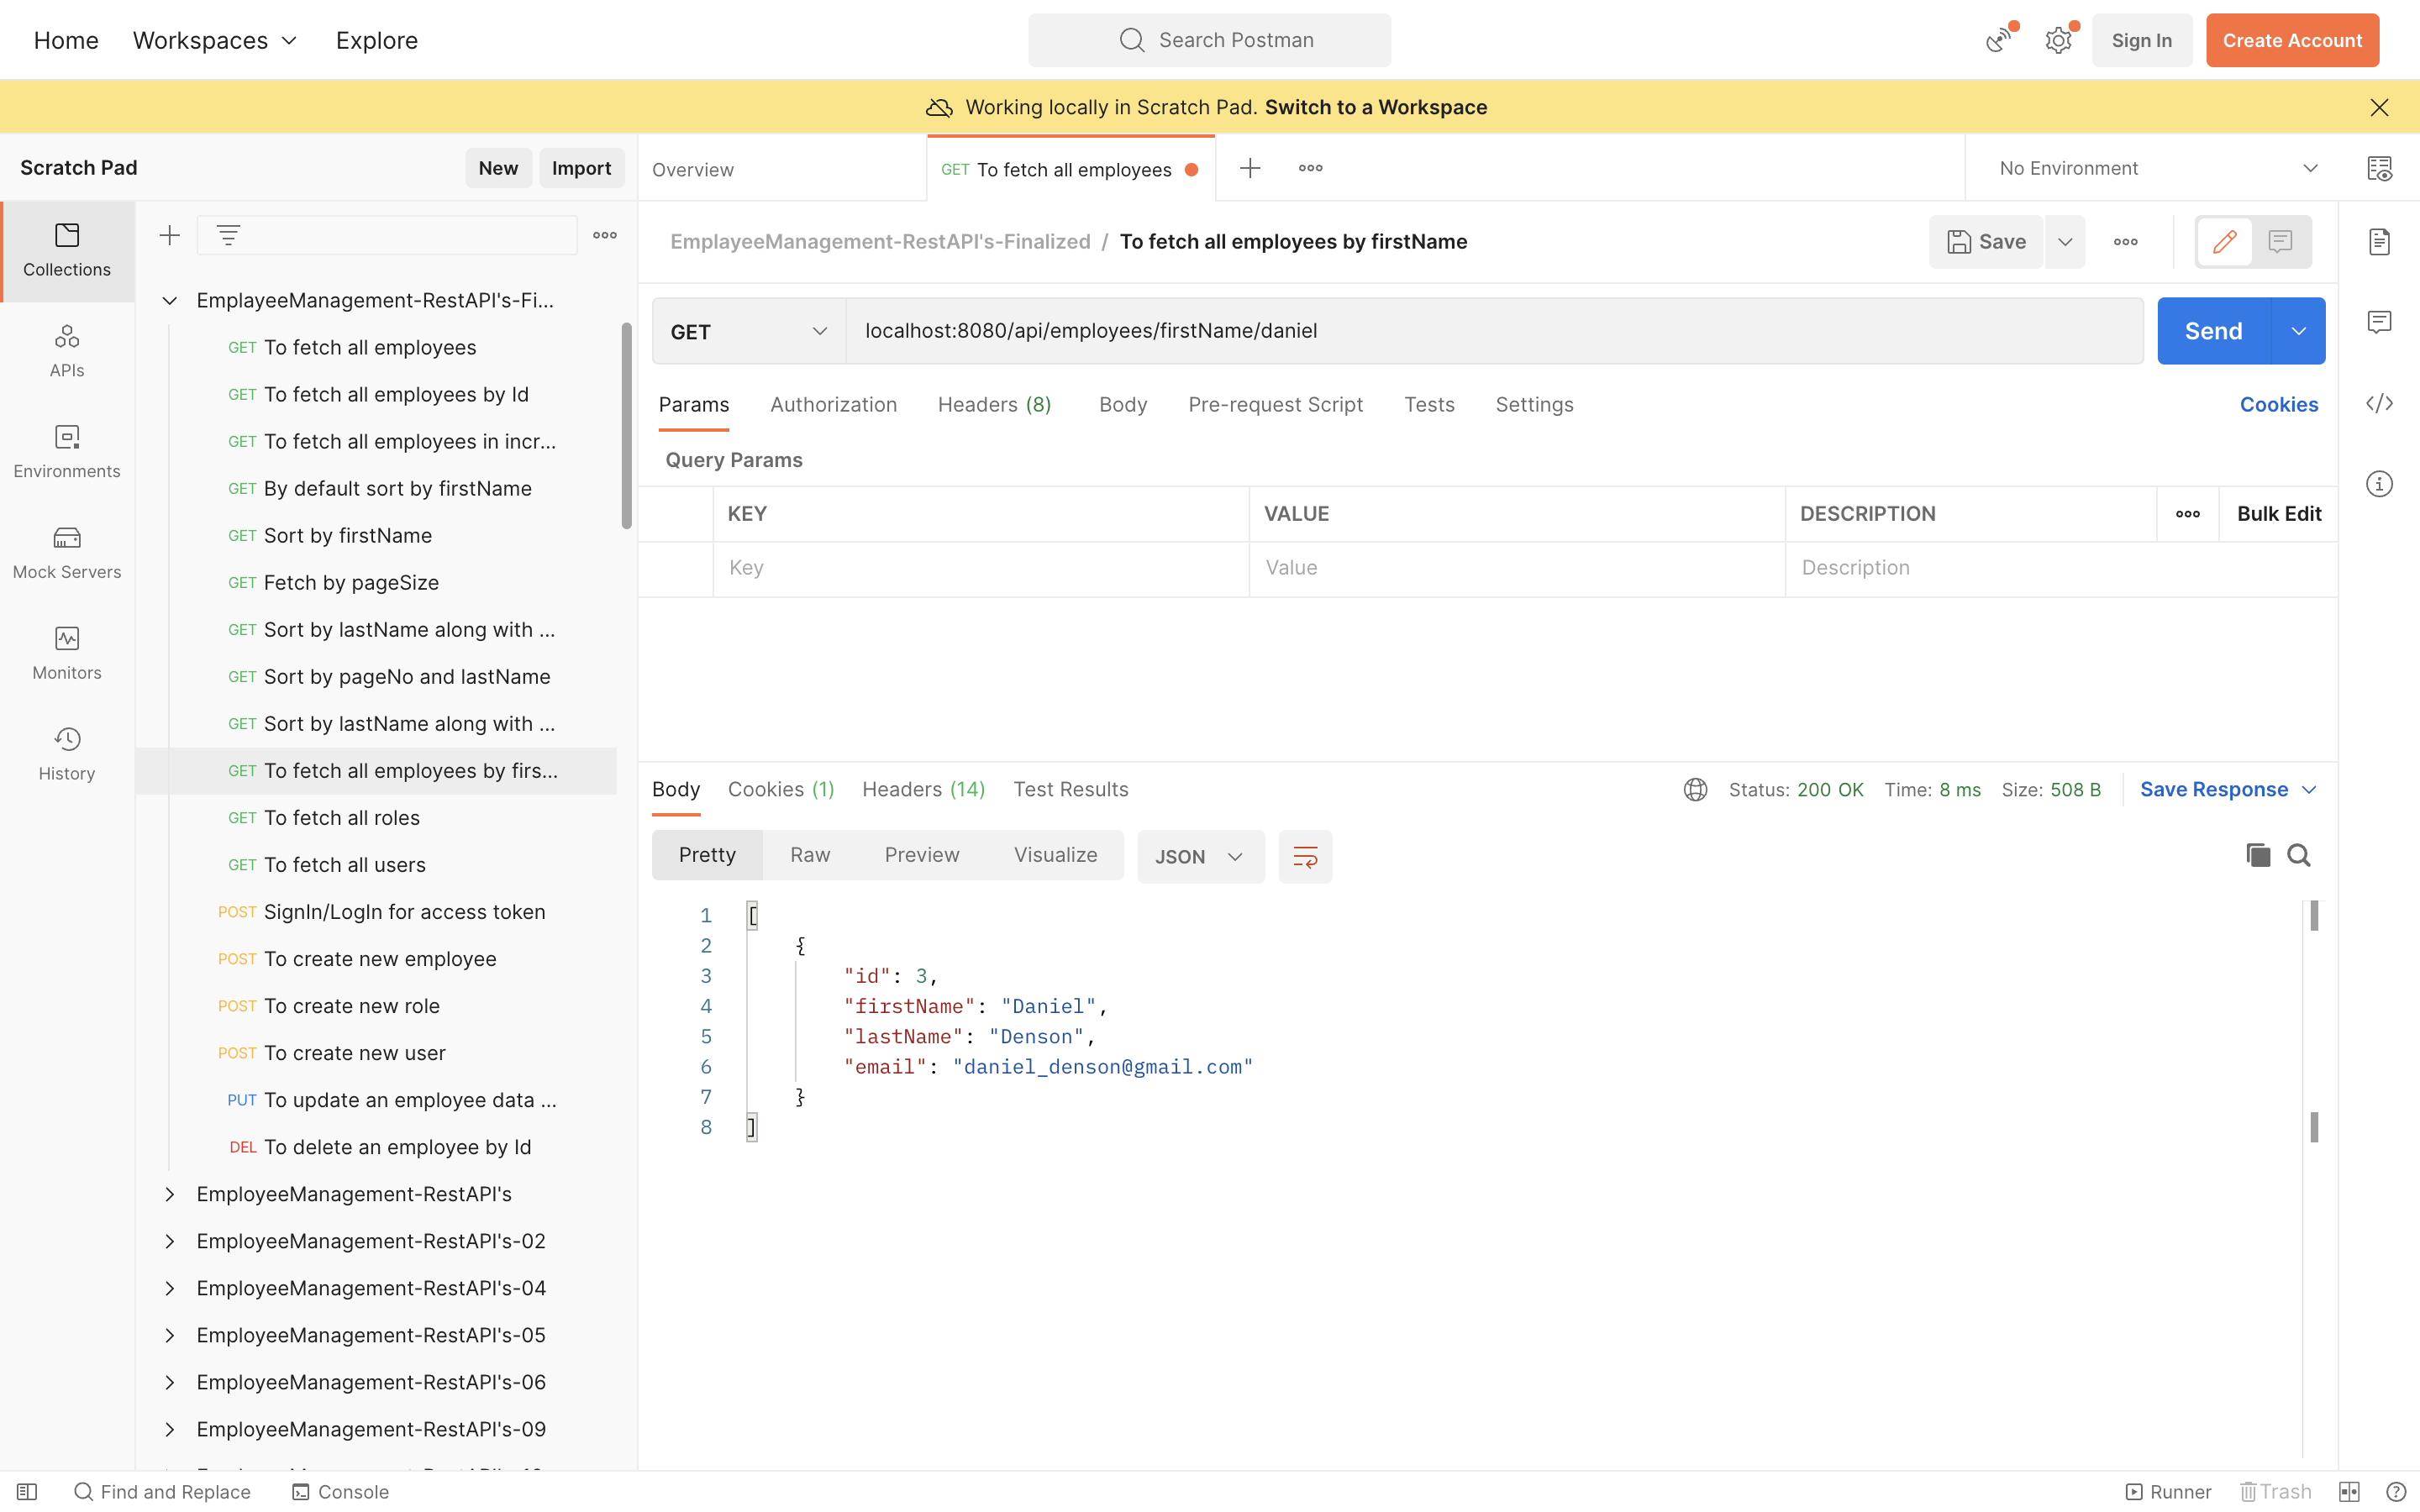 Home Workspaces Explore Search Postman Sign In Create Account
Working locally in Scratch Pad. Switch to a Workspace
Scratch Pad New Import
Overview GET To fetch all employees No Environment
Collections
APIs
Environments
Mock Servers
Monitors
History
EmplayeeManagement-RestAPI's-Fi...
GET To fetch all employees
GET To fetch all employees by Id
GET To fetch all employees in incr...
GET By default sort by firstName
GET Sort by firstName
GET Fetch by pageSize
GET Sort by lastName along with ...
GET Sort by pageNo and lastName
GET Sort by lastName along with ...
GET To fetch all employees by firs...
GET To fetch all roles
GET To fetch all users
POST SignIn/LogIn for access token
POST To create new employee
POST To create new role
POST To create new user
PUT To update an employee data ...
DEL To delete an employee by Id
EmployeeManagement-RestAPI's
EmployeeManagement-RestAPI's-02
EmployeeManagement-RestAPI's-04
EmployeeManagement-RestAPI's-05
EmployeeManagement-RestAPI's-06
EmployeeManagement-RestAPI's-09
EmplayeeManagement-RestAPI's-Finalized / To fetch all employees by firstName Save
GET localhost:8080/api/employees/firstName/daniel Send
Params Authorization Headers (8) Body Pre-request Script Tests Settings Cookies
Query Params
KEY VALUE DESCRIPTION Bulk Edit
Key Value Description
Body Cookies (1) Headers (14) Test Results Status: 200 OK Time: 8 ms Size: 508 B Save Response
Pretty Raw Preview Visualize JSON
1 [
2 {
3 "id": 3,
4 "firstName": "Daniel",
5 "lastName": "Denson",
6 "email": "daniel_denson@gmail.com"
7 }
8 ]
Find and Replace Console Runner Trash